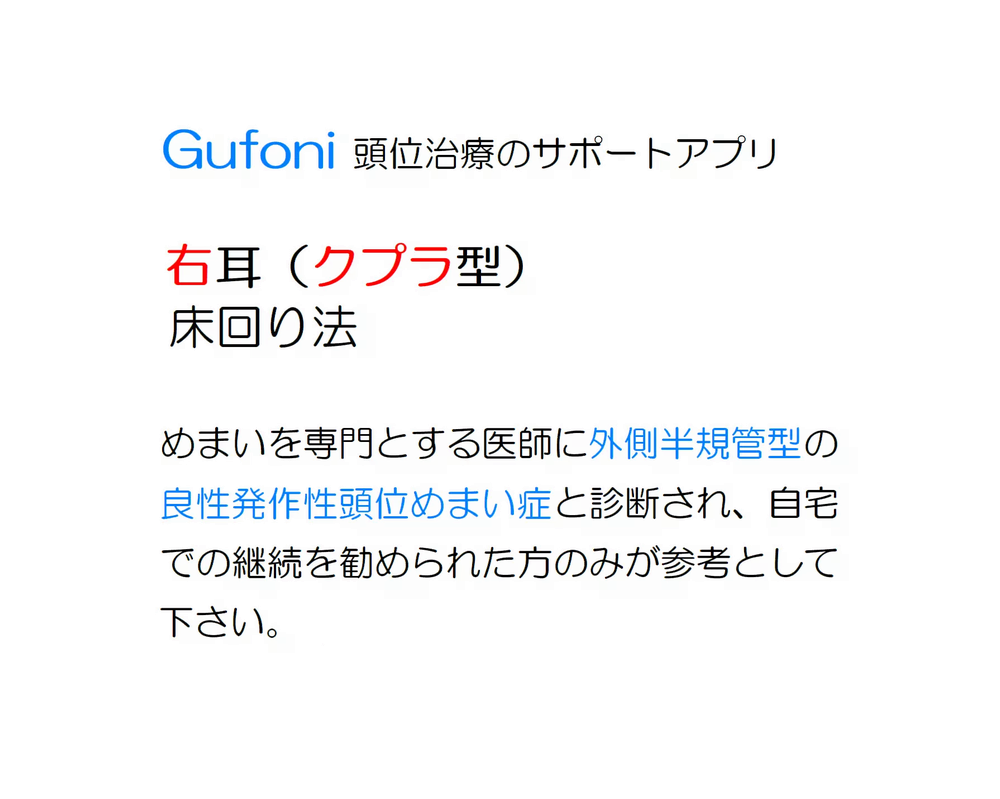 Gufoni 頭位治療のサポートアプリ
右耳（クプラ型）
床回り法
めまいを専門とする医師に外側半規管型の
良性発作性頭位めまい症と診断され、自宅
での継続を勧められた方のみが参考として
下さい。